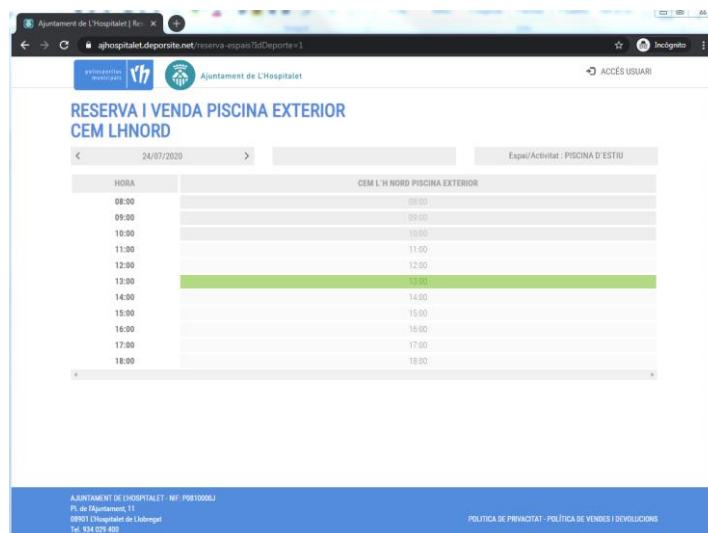 Ajuntament de L'Hospitalet | Res
ajhospitalet.deporsite.net/reserva-espais?IdDeporte=1
Incógnito
poliesportius
municipals
l'h
Ajuntament de L'Hospitalet
ACCÉS USUARI
RESERVA I VENDA PISCINA EXTERIOR
CEM LHNORD
24/07/2020
Espai/Activitat : PISCINA D'ESTIU
HORA CEM L´H NORD PISCINA EXTERIOR
08:00 08:00
09:00 09:00
10:00 10:00
11:00 11:00
12:00 12:00
13:00 13:00
14:00 14:00
15:00 15:00
16:00 16:00
17:00 17:00
18:00 18:00
AJUNTAMENT DE L'HOSPITALET - NIF: P0810000J
Pl. de l'Ajuntament, 11
08901 L'Hospitalet de Llobregat
Tel. 934 029 400
POLITICA DE PRIVACITAT - POLÍTICA DE VENDES I DEVOLUCIONS